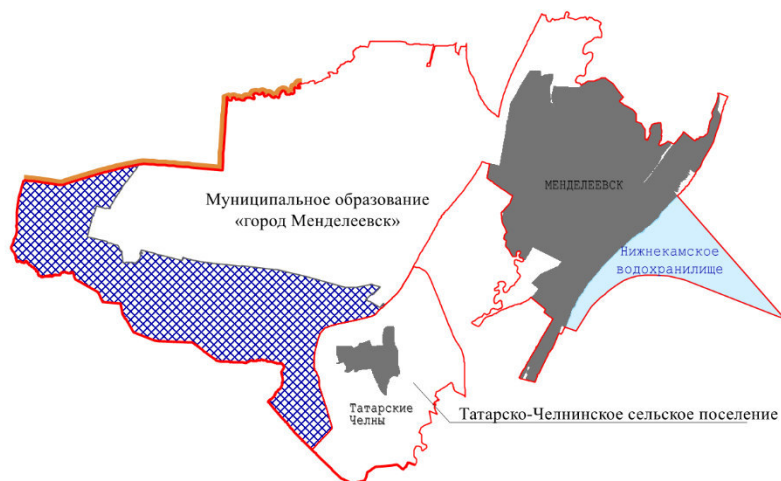 Муниципальное образование
«город Менделеевск»
МЕНДЕЛЕЕВСК
Нижнекамское
водохранилище
Татарские
Челны
Татарско-Челнинское сельское поселение